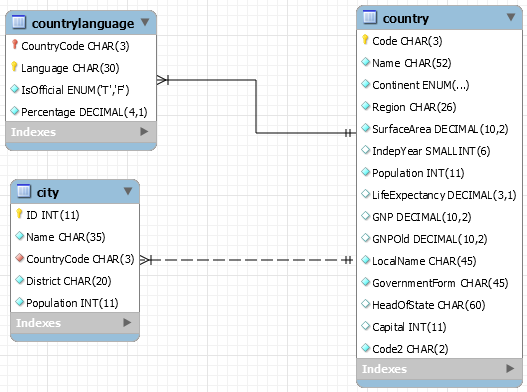 countrylanguage
CountryCode CHAR(3)
Language CHAR(30)
IsOfficial ENUM('T','F')
Percentage DECIMAL(4,1)
Indexes
city
ID INT(11)
Name CHAR(35)
CountryCode CHAR(3)
District CHAR(20)
Population INT(11)
Indexes
country
Code CHAR(3)
Name CHAR(52)
Continent ENUM(...)
Region CHAR(26)
SurfaceArea DECIMAL(10,2)
IndepYear SMALLINT(6)
Population INT(11)
LifeExpectancy DECIMAL(3,1)
GNP DECIMAL(10,2)
GNPOld DECIMAL(10,2)
LocalName CHAR(45)
GovernmentForm CHAR(45)
HeadOfState CHAR(60)
Capital INT(11)
Code2 CHAR(2)
Indexes